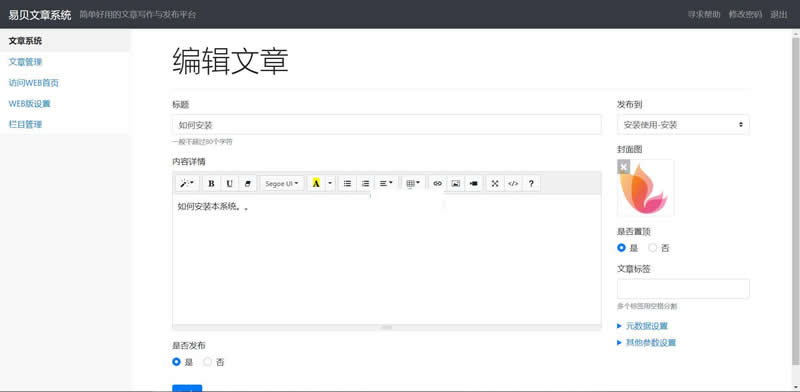 易贝文章系统 简单好用的文章写作与发布平台 寻求帮助 修改密码 退出
文章系统
文章管理
访问WEB首页
WEB版设置
栏目管理
编辑文章
标题
如何安装
一般不超过80个字符
内容详情
B U Segoe UI A </> ?
如何安装本系统。。
是否发布
是 否
发布到
安装使用-安装
封面图
是否置顶
是 否
文章标签
多个标签用空格分割
元数据设置
其他参数设置